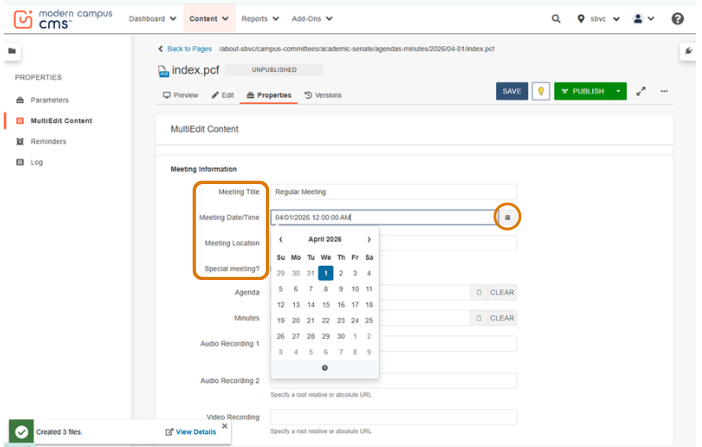 modern campus
cms™
Dashboard Content Reports Add-Ons sbvc
Back to Pages /about-sbvc/campus-committees/academic-senate/agendas-minutes/2026/04-01/index.pcf
index.pcf UNPUBLISHED
PROPERTIES
Parameters
MultiEdit Content
Reminders
Log
Preview Edit Properties Versions SAVE PUBLISH
MultiEdit Content
Meeting Information
Meeting Title Regular Meeting
Meeting Date/Time 04/01/2026 12:00:00 AM
Meeting Location
Special meeting?
April 2026
Su Mo Tu We Th Fr Sa
29 30 31 1 2 3 4
5 6 7 8 9 10 11
12 13 14 15 16 17 18
19 20 21 22 23 24 25
26 27 28 29 30 1 2
3 4 5 6 7 8 9
Agenda CLEAR
Minutes CLEAR
Audio Recording 1
Audio Recording 2
Specify a root relative or absolute URL
Video Recording
Specify a root relative or absolute URL
Created 3 files. View Details